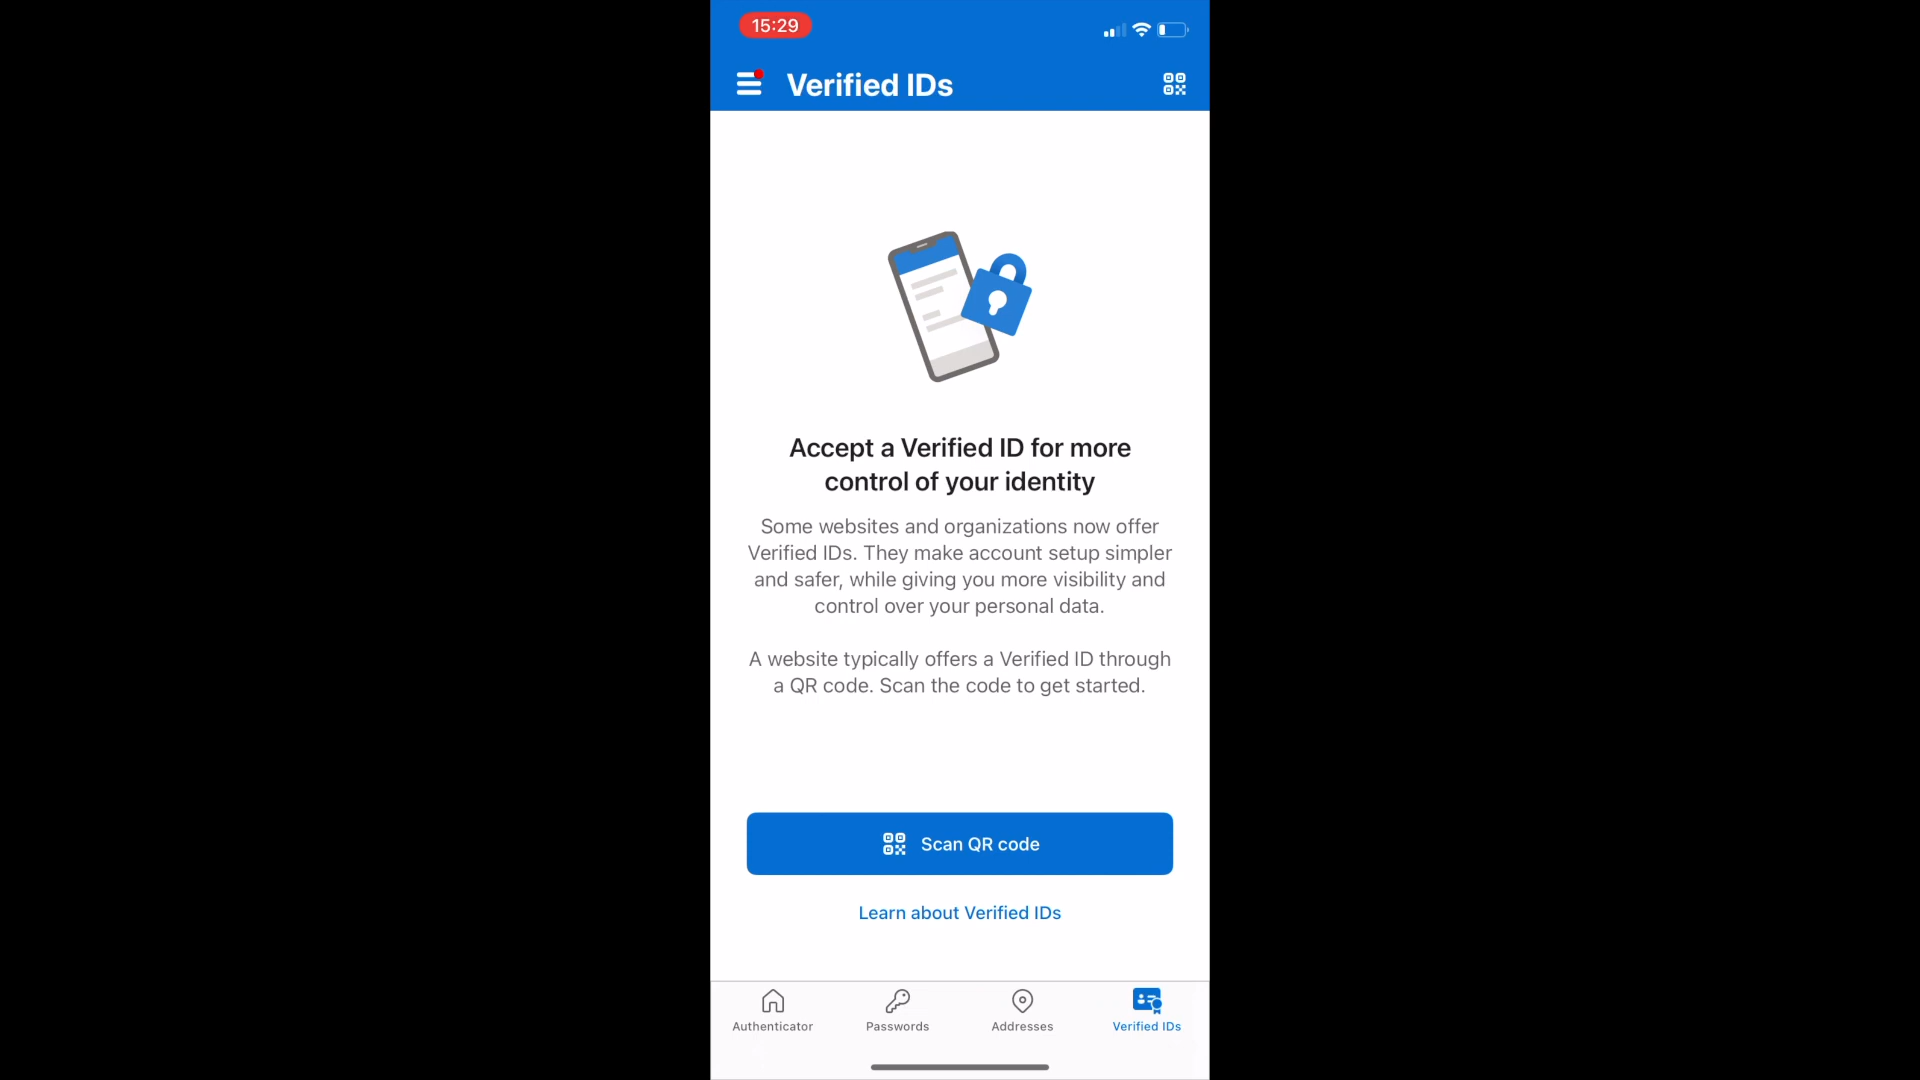 15:29
Verified IDs
Accept a Verified ID for more
control of your identity
Some websites and organizations now offer
Verified IDs. They make account setup simpler
and safer, while giving you more visibility and
control over your personal data.
A website typically offers a Verified ID through
a QR code. Scan the code to get started.
Scan QR code
Learn about Verified IDs
Authenticator
Passwords
Addresses
Verified IDs